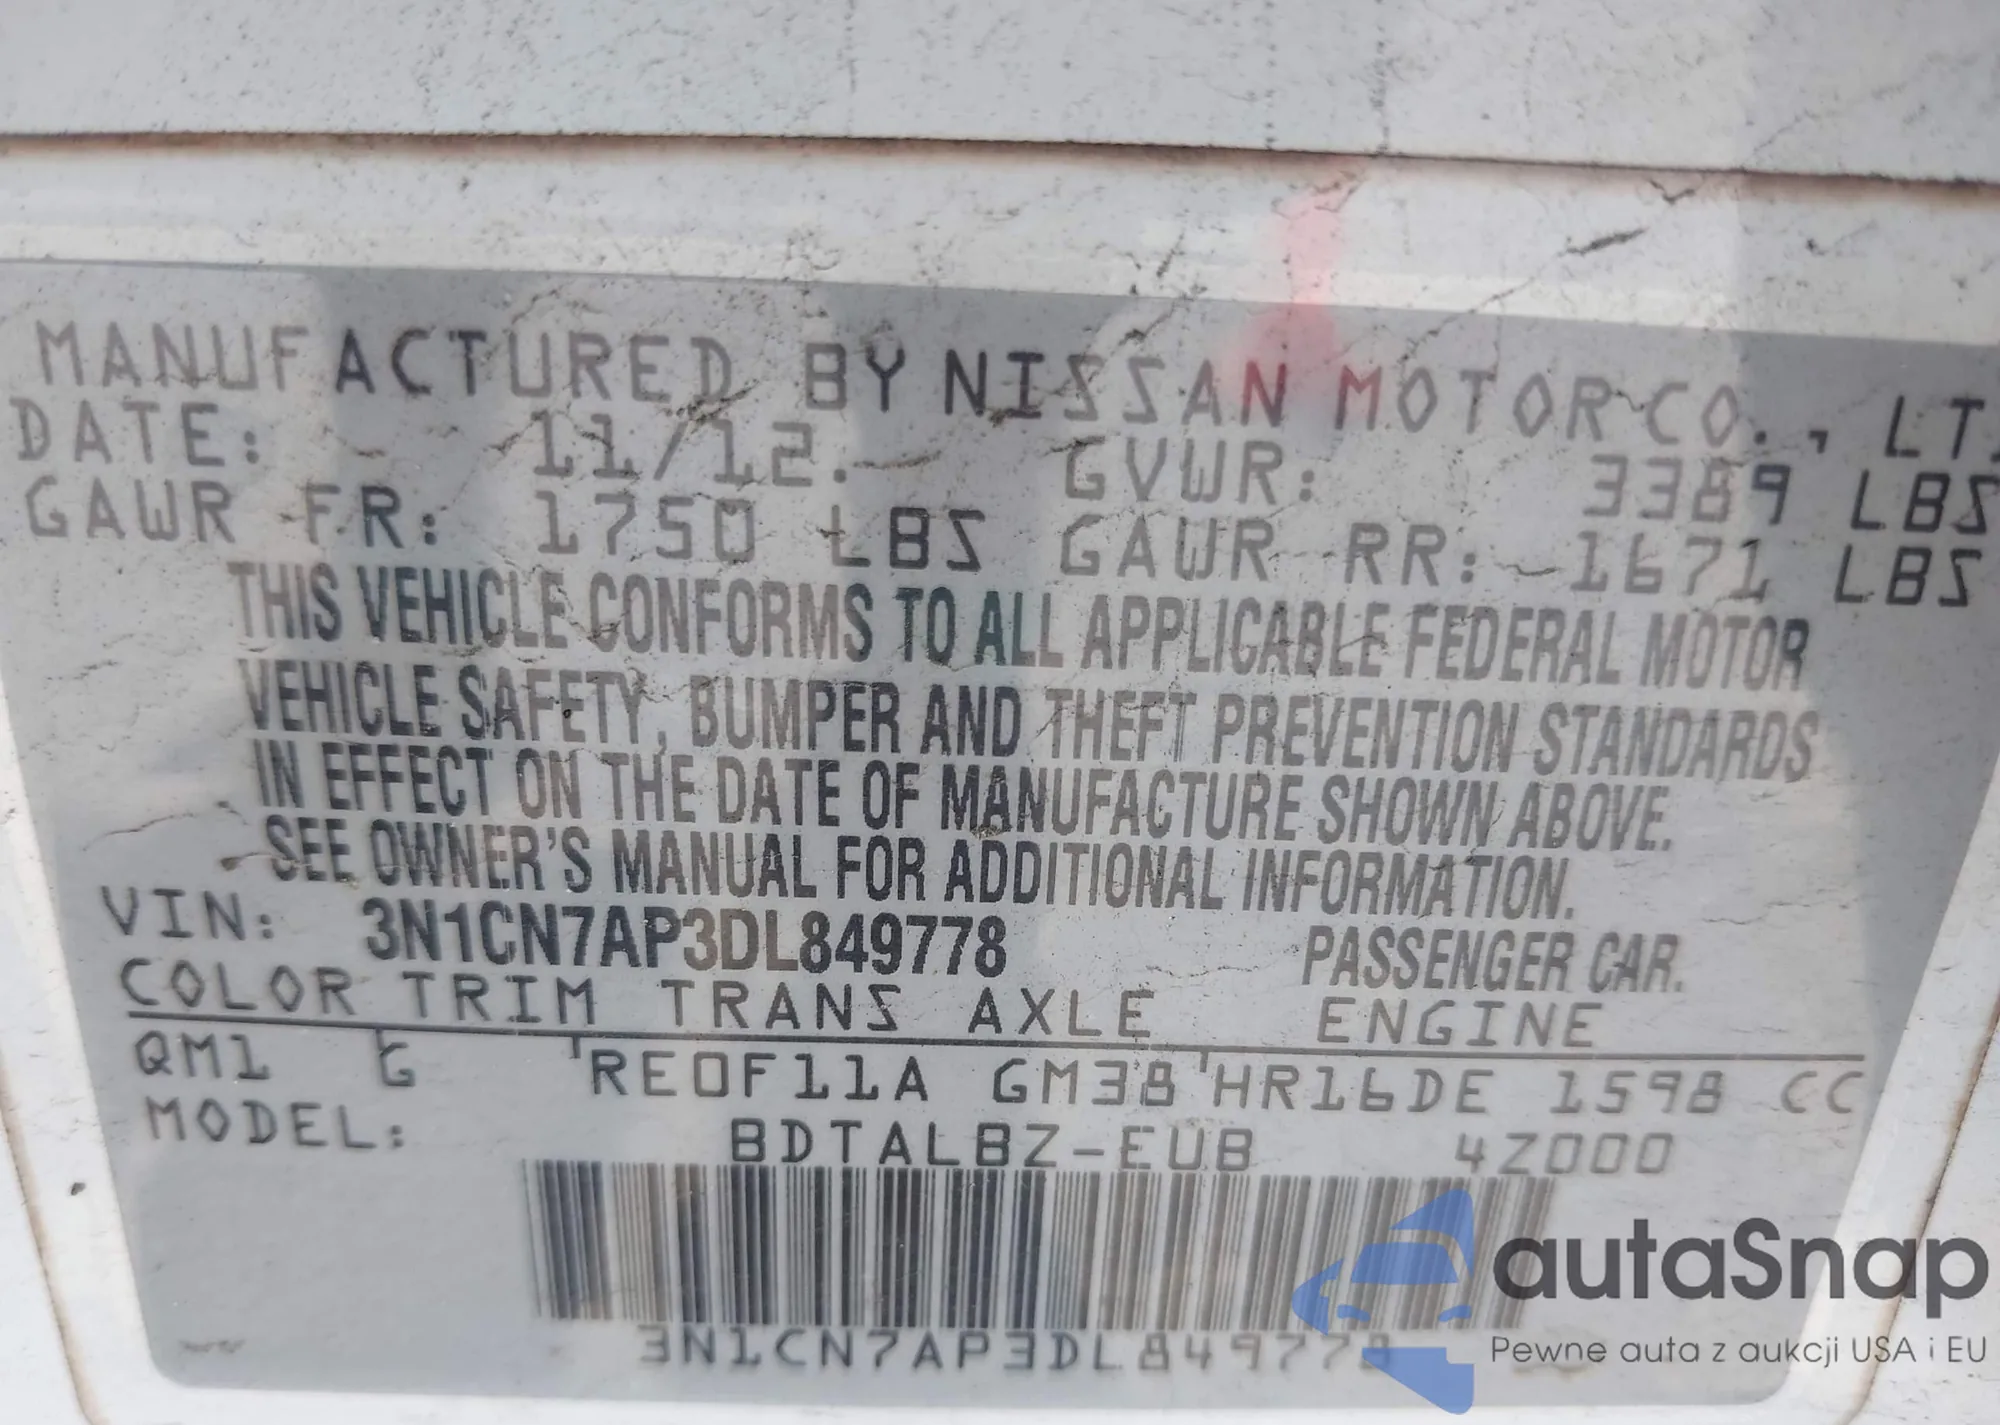 MANUFACTURED BY NISSAN MOTOR CO., LT
DATE: 11/12. GVWR: 3389 LBS
GAWR FR: 1750 LBS GAWR RR: 1671 LBS
THIS VEHICLE CONFORMS TO ALL APPLICABLE FEDERAL MOTOR
VEHICLE SAFETY, BUMPER AND THEFT PREVENTION STANDARDS
IN EFFECT ON THE DATE OF MANUFACTURE SHOWN ABOVE.
SEE OWNER'S MANUAL FOR ADDITIONAL INFORMATION.
VIN: 3N1CN7AP3DL849778 PASSENGER CAR.
COLOR TRIM TRANS AXLE ENGINE
QM1 G RE0F11A GM38 HR16DE 1598 CC
MODEL: BDTALBZ-EUB 4Z000
3N1CN7AP3DL849778
autaSnap
Pewne auta z aukcji USA i EU